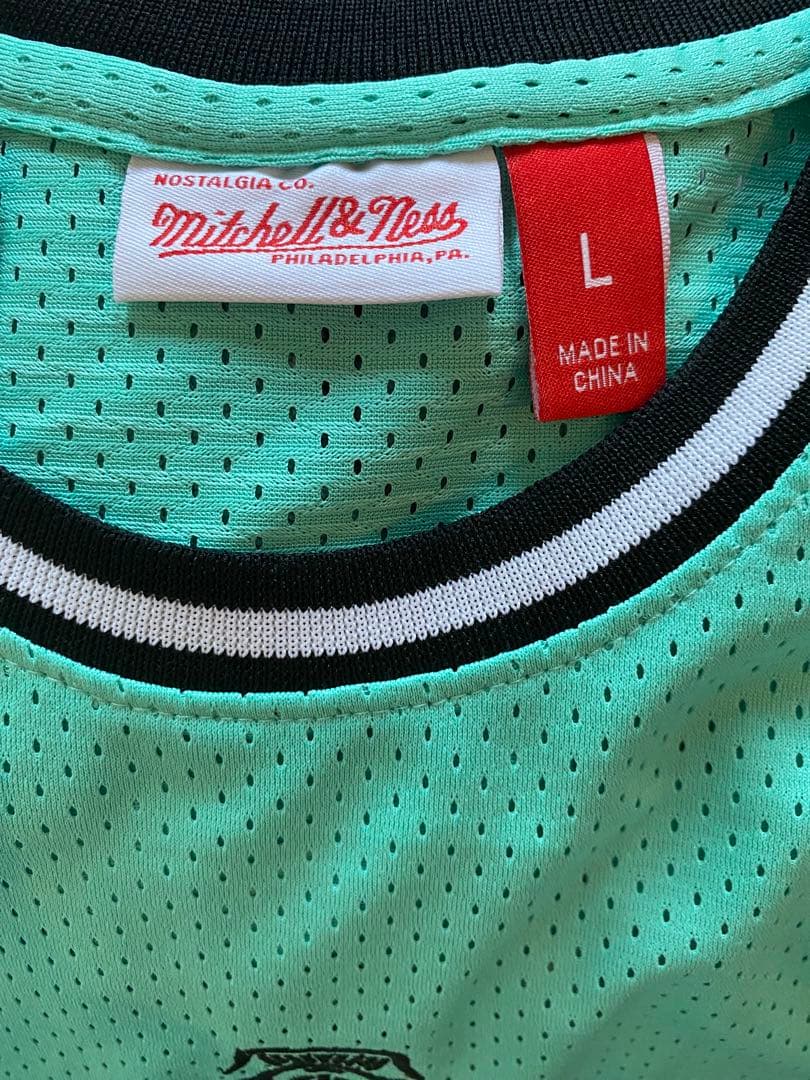 NOSTALGIA CO.
Mitchell & Ness
PHILADELPHIA, PA.
L
MADE IN
CHINA